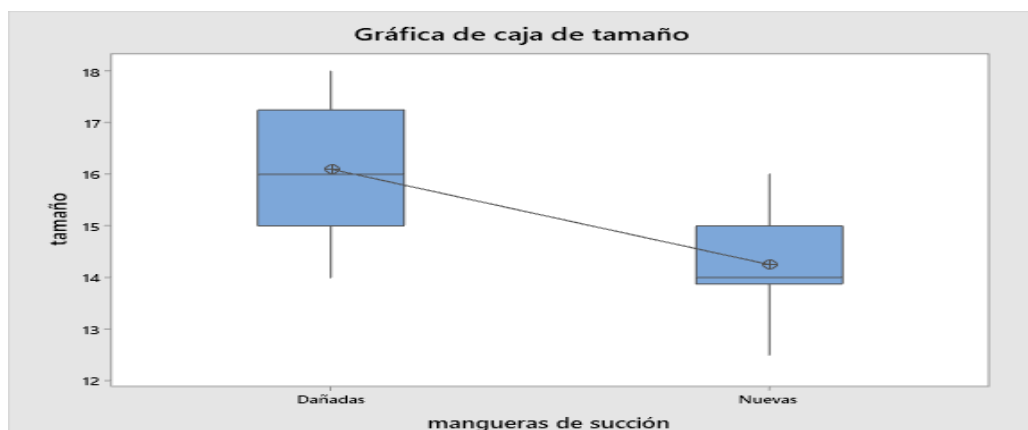 Gráfica de caja de tamaño
18
17
16
15
14
13
12
tamaño
Dañadas
Nuevas
mangueras de succión